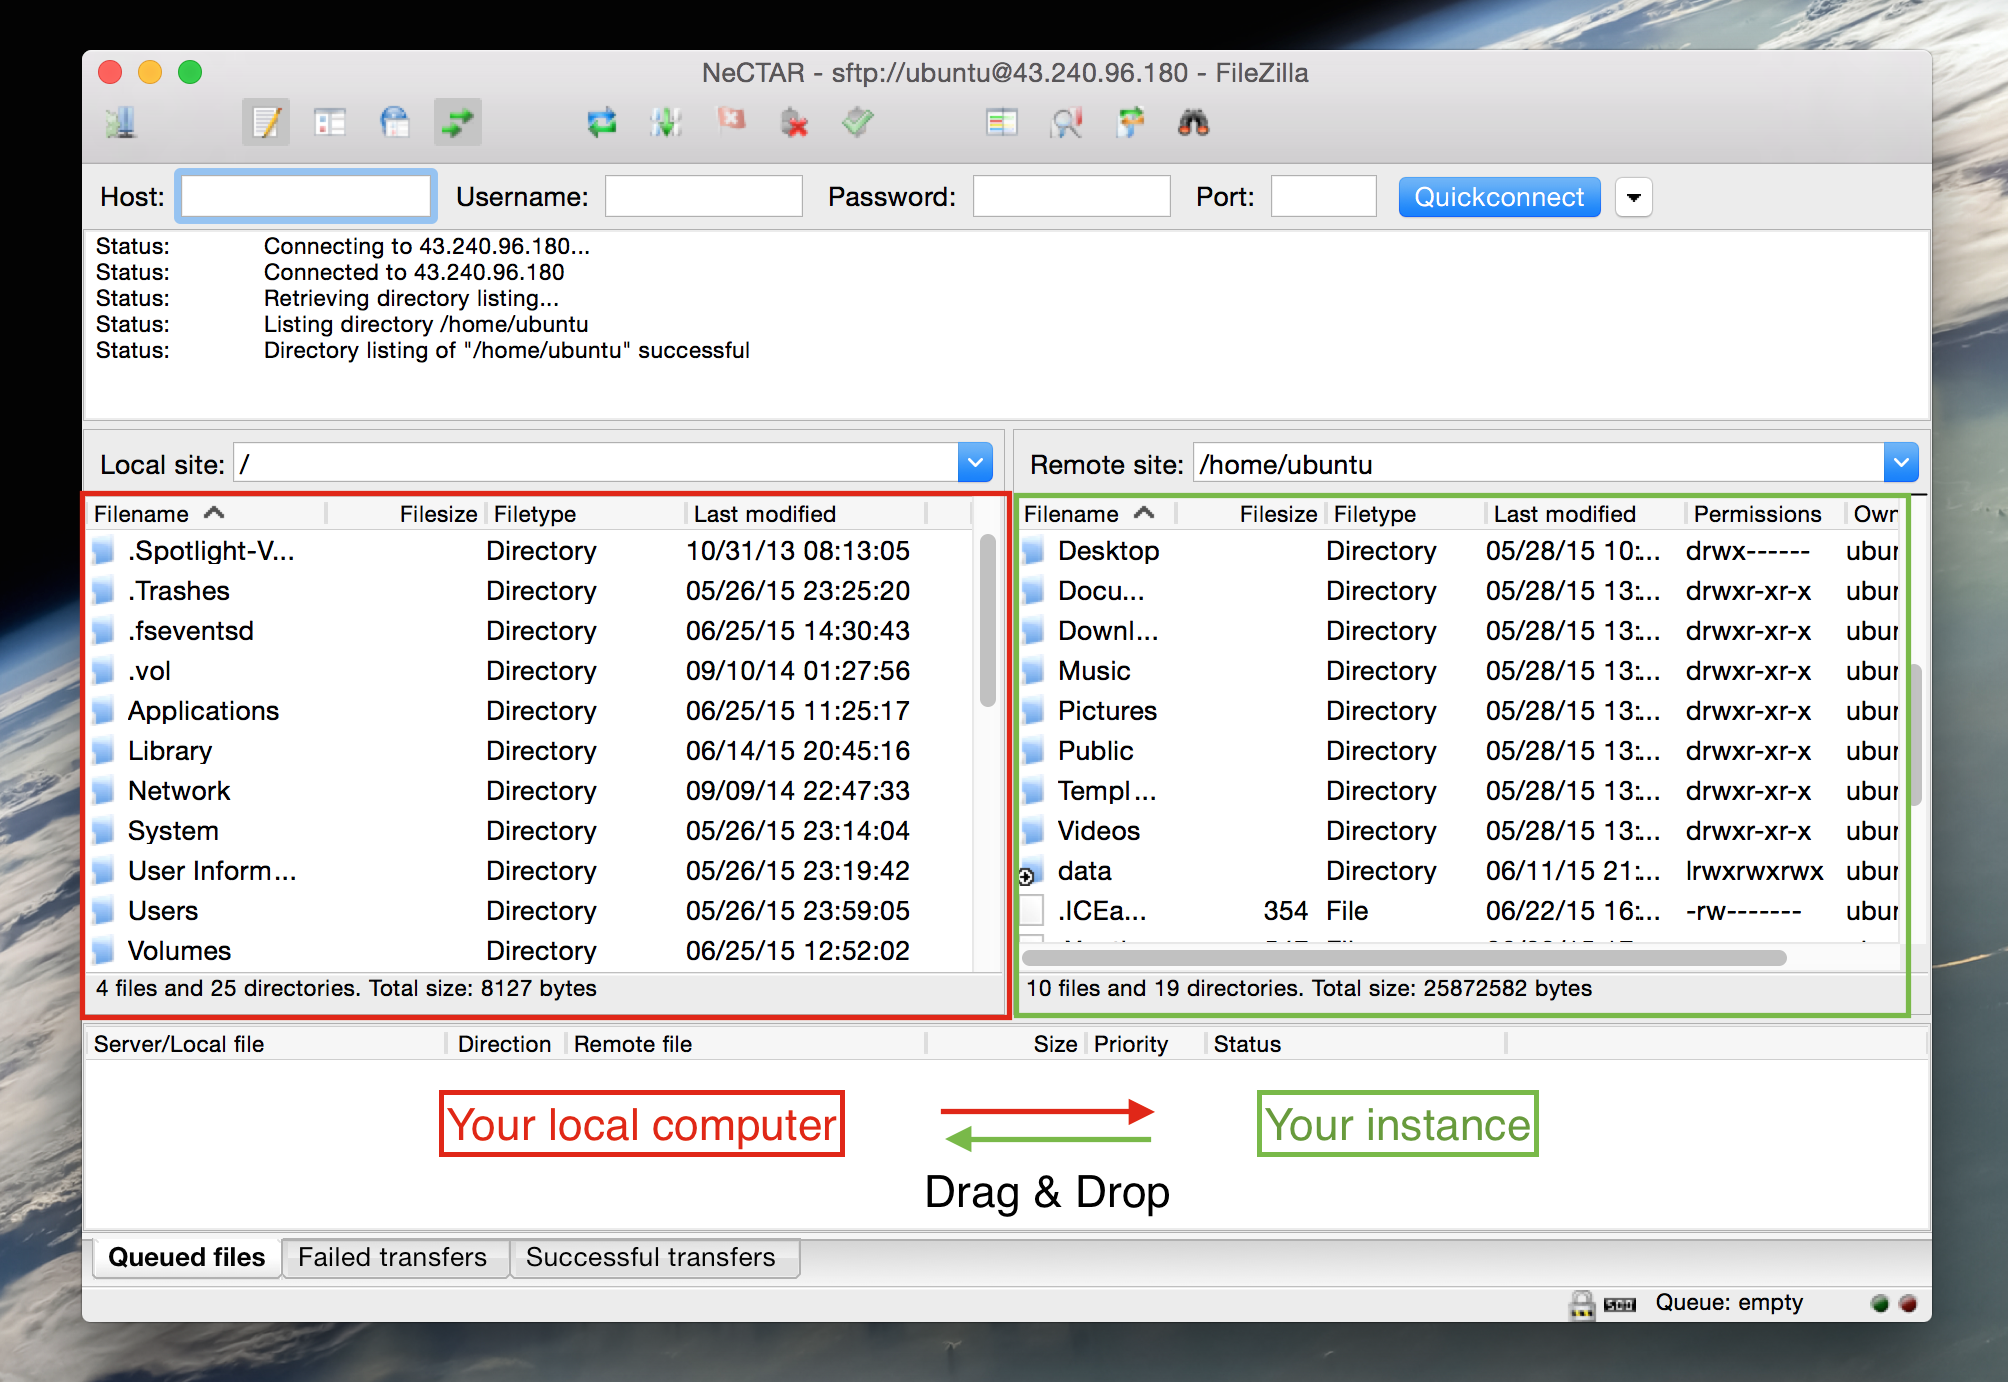 NeCTAR - sftp://ubuntu@43.240.96.180 - FileZilla
Host: Username: Password: Port: Quickconnect
Status: Connecting to 43.240.96.180...
Status: Connected to 43.240.96.180
Status: Retrieving directory listing...
Status: Listing directory /home/ubuntu
Status: Directory listing of "/home/ubuntu" successful
Local site: /
Filename Filesize Filetype Last modified
.Spotlight-V... Directory 10/31/13 08:13:05
.Trashes Directory 05/26/15 23:25:20
.fseventsd Directory 06/25/15 14:30:43
.vol Directory 09/10/14 01:27:56
Applications Directory 06/25/15 11:25:17
Library Directory 06/14/15 20:45:16
Network Directory 09/09/14 22:47:33
System Directory 05/26/15 23:14:04
User Inform... Directory 05/26/15 23:19:42
Users Directory 05/26/15 23:59:05
Volumes Directory 06/25/15 12:52:02
4 files and 25 directories. Total size: 8127 bytes
Remote site: /home/ubuntu
Filename Filesize Filetype Last modified Permissions Own
Desktop Directory 05/28/15 10:... drwx------ ubur
Docu... Directory 05/28/15 13:... drwxr-xr-x ubur
Downl... Directory 05/28/15 13:... drwxr-xr-x ubur
Music Directory 05/28/15 13:... drwxr-xr-x ubur
Pictures Directory 05/28/15 13:... drwxr-xr-x ubur
Public Directory 05/28/15 13:... drwxr-xr-x ubur
Templ... Directory 05/28/15 13:... drwxr-xr-x ubur
Videos Directory 05/28/15 13:... drwxr-xr-x ubur
data Directory 06/11/15 21:... lrwxrwxrwx ubur
.ICEa... 354 File 06/22/15 16:... -rw------- ubur
10 files and 19 directories. Total size: 25872582 bytes
Server/Local file Direction Remote file Size Priority Status
Your local computer
Your instance
Drag & Drop
Queued files Failed transfers Successful transfers
Queue: empty